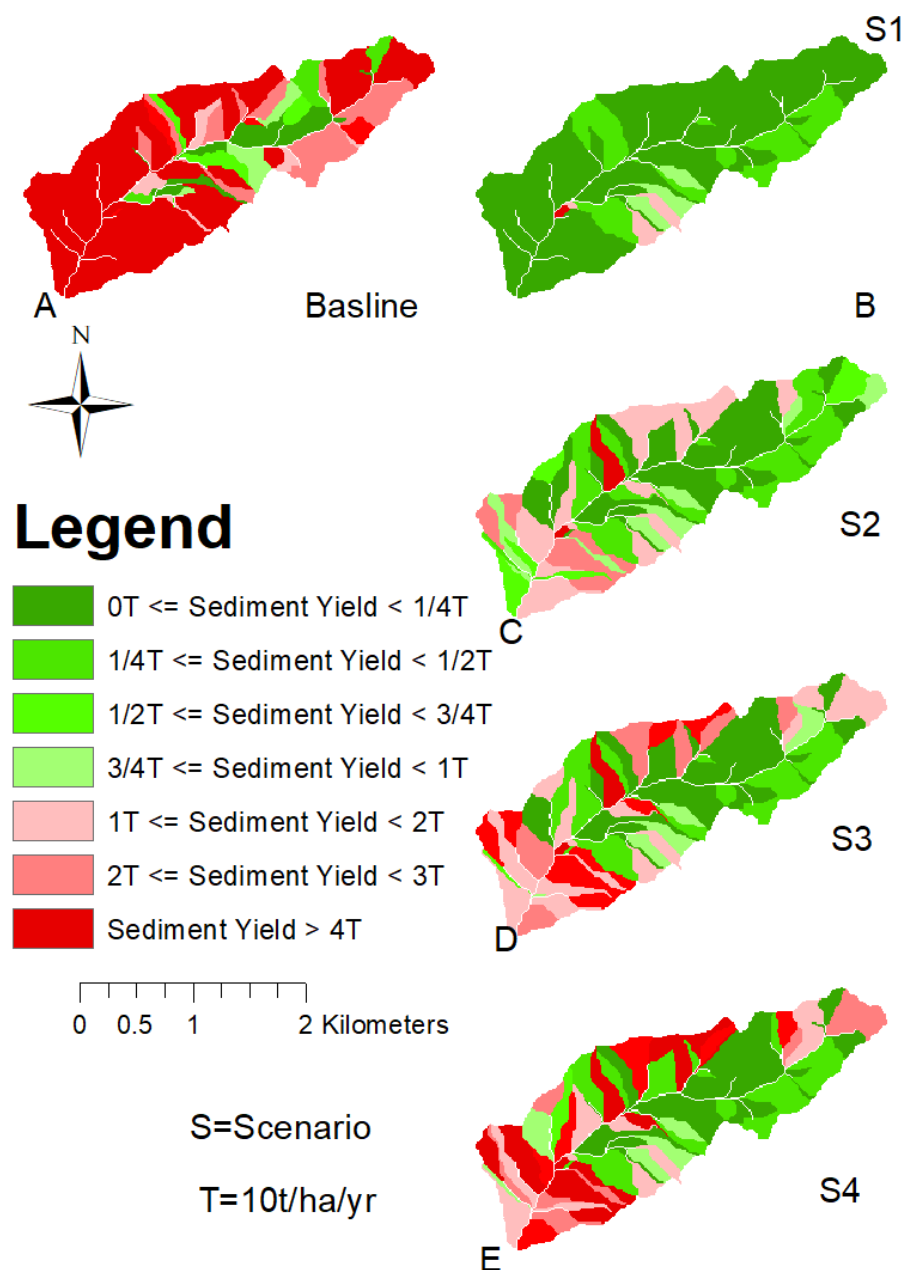 S1
A
Basline
B
N
Legend
S2
0T <= Sediment Yield < 1/4T
C
1/4T <= Sediment Yield < 1/2T
1/2T <= Sediment Yield < 3/4T
3/4T <= Sediment Yield < 1T
1T <= Sediment Yield < 2T
S3
2T <= Sediment Yield < 3T
Sediment Yield > 4T
D
0 0.5 1 2 Kilometers
S=Scenario
T=10t/ha/yr
S4
E